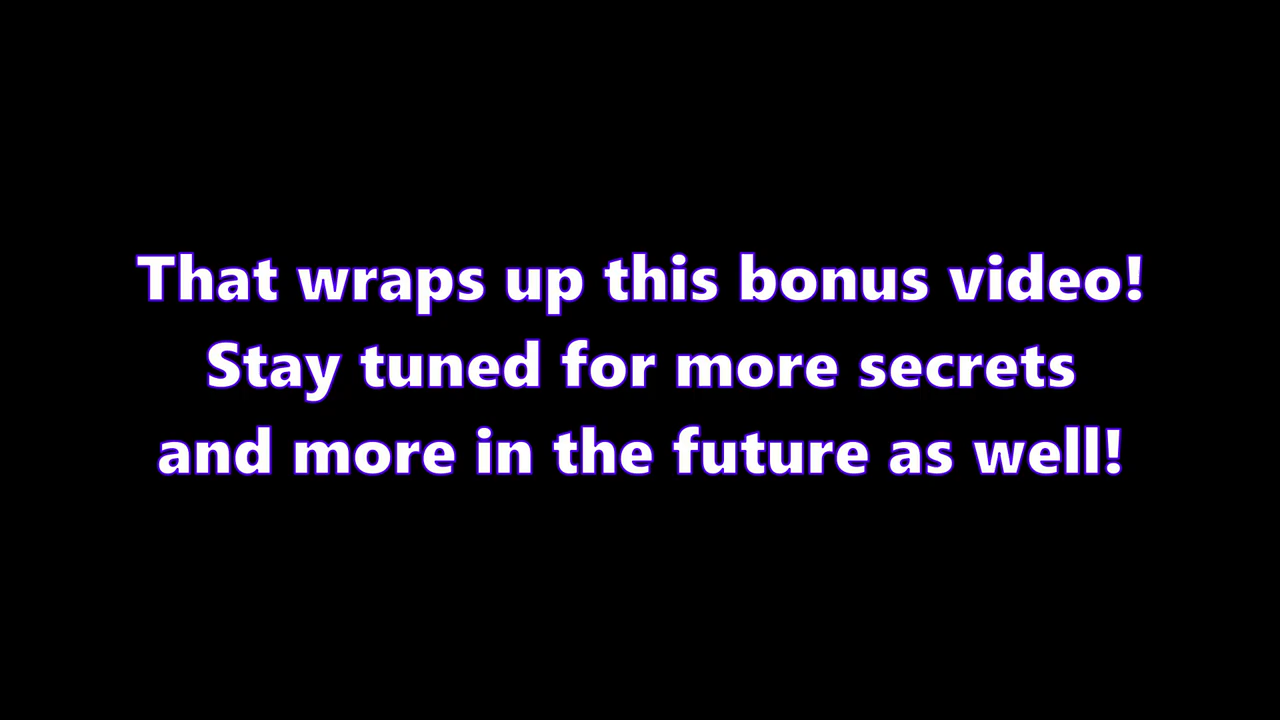 That wraps up this bonus video!
Stay tuned for more secrets
and more in the future as well!